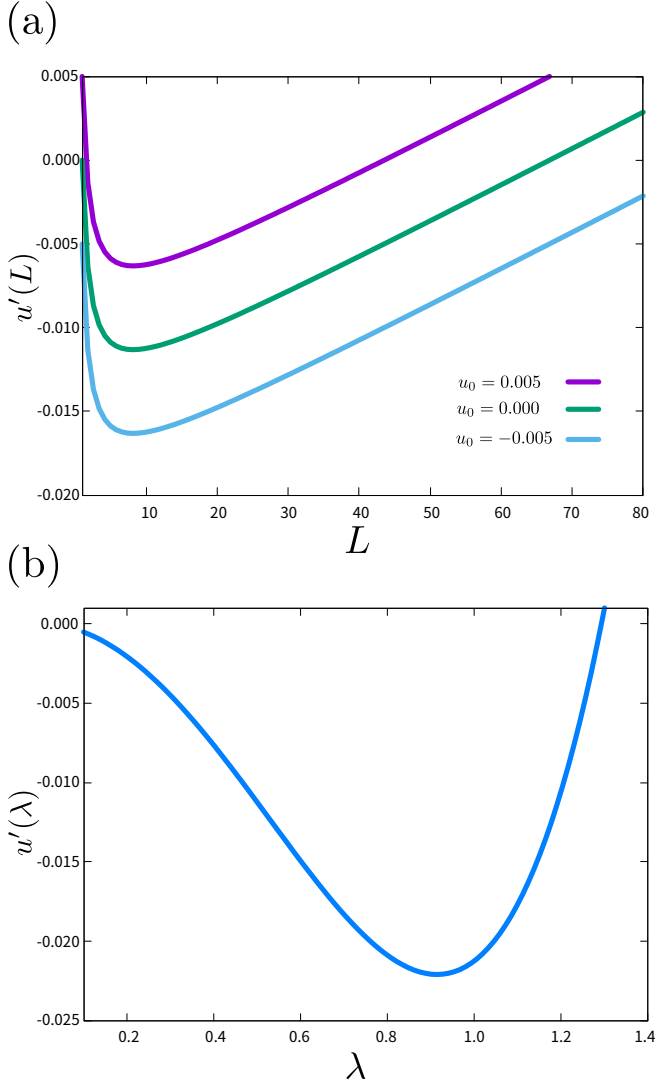 (a)
0.005
0.000
-0.005
-0.010
-0.015
-0.020
u′(L)
u₀ = 0.005
u₀ = 0.000
u₀ = −0.005
10 20 30 40 50 60 70 80
L
(b)
0.000
-0.005
-0.010
-0.015
-0.020
-0.025
u′(λ)
0.2 0.4 0.6 0.8 1.0 1.2 1.4
λ